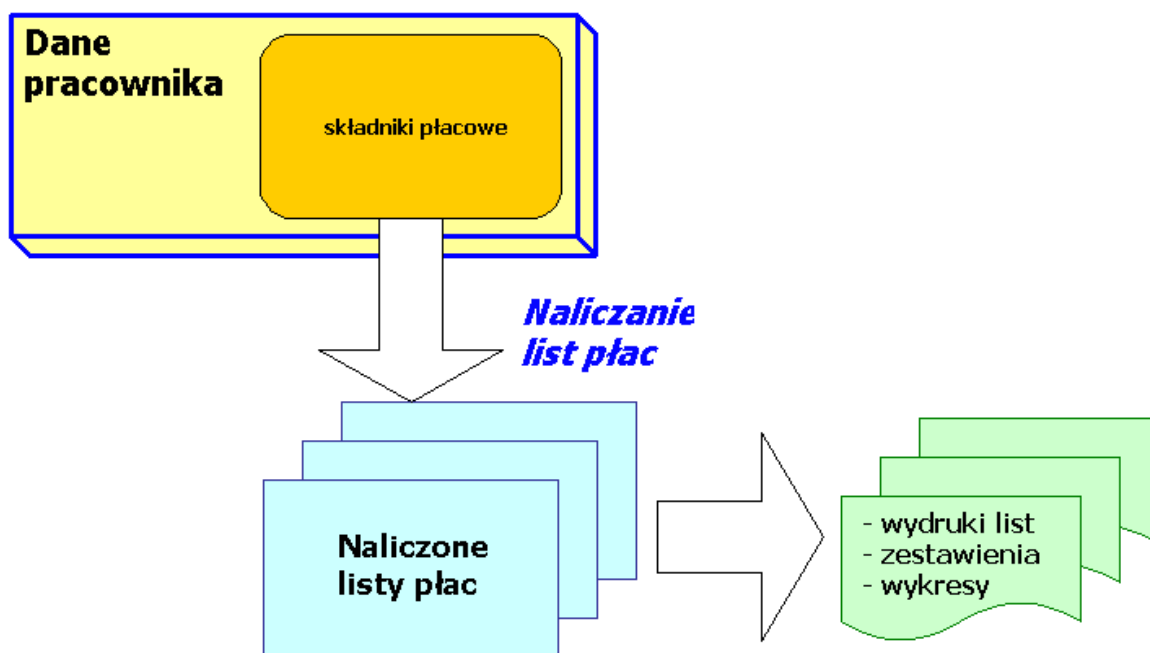 Dane
pracownika
składniki płacowe
Naliczanie
list płac
Naliczone
listy płac
- wydruki list
- zestawienia
- wykresy